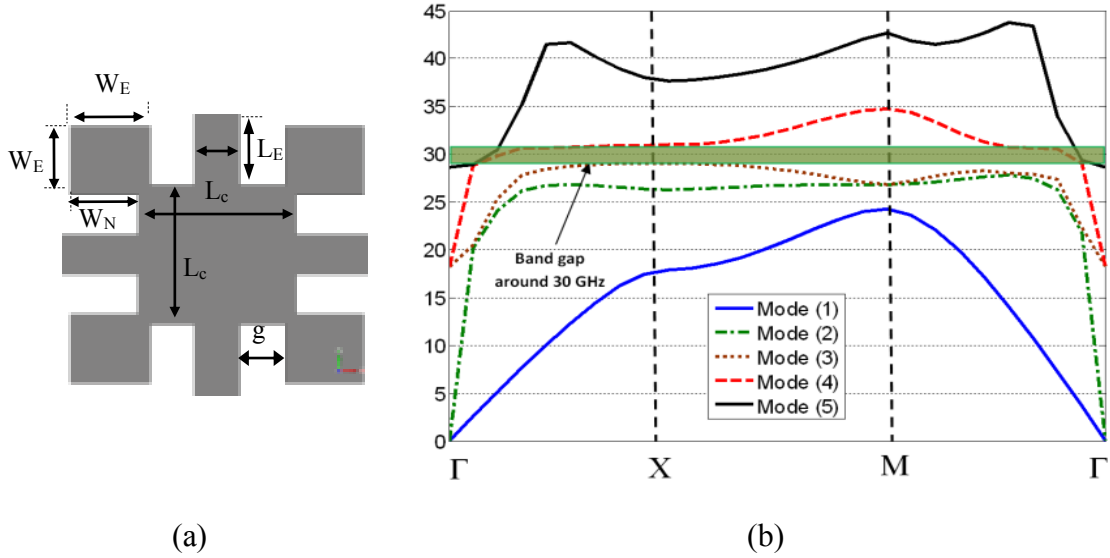 W_E
W_E
L_E
L_c
W_N
L_c
g
(a)
45
40
35
30
25
20
15
10
5
0
Band gap
around 30 GHz
Mode (1)
Mode (2)
Mode (3)
Mode (4)
Mode (5)
Γ X M Γ
(b)